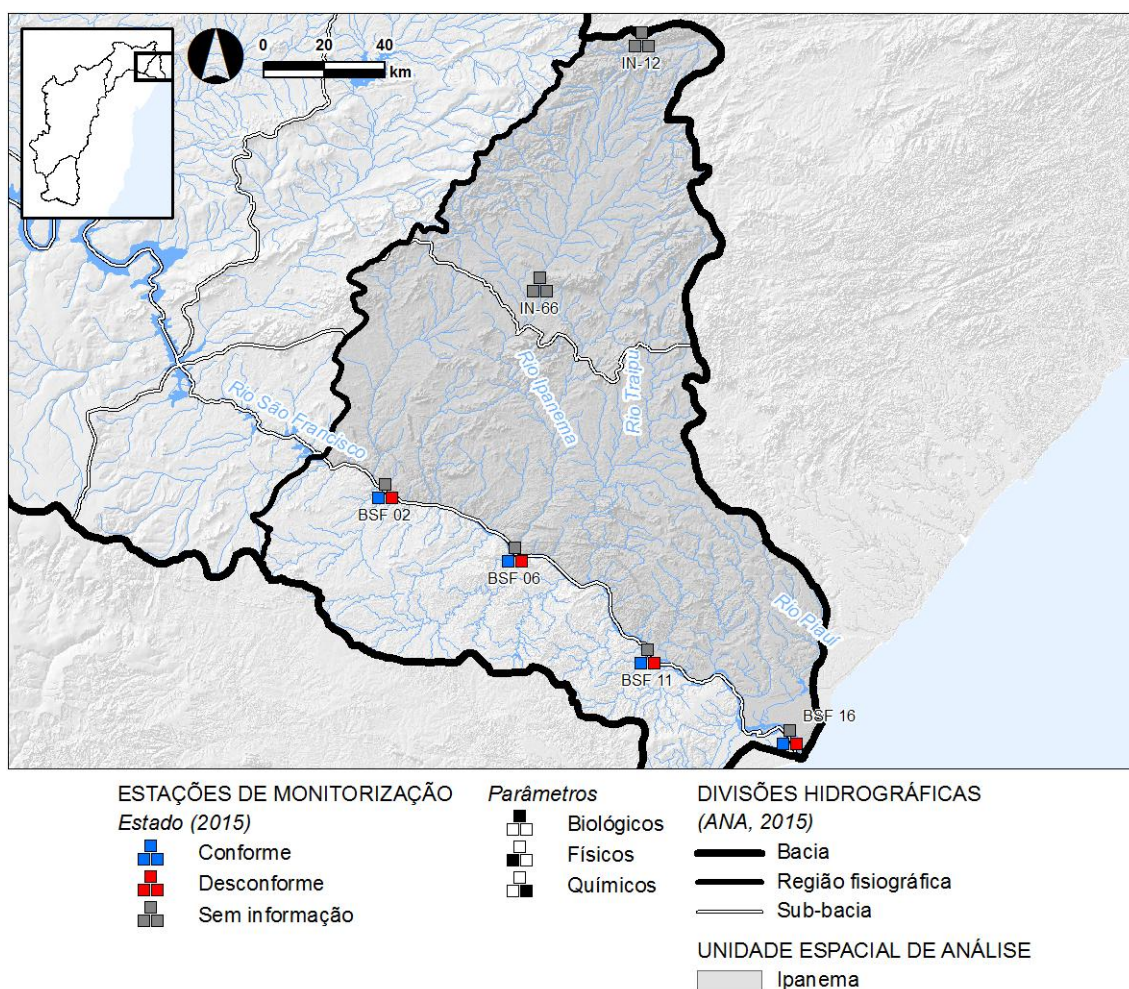 0 20 40
km
IN-12
IN-66
Rio Ipanema
Rio Traipu
Rio São Francisco
BSF 02
BSF 06
Rio Piauí
BSF 11
BSF 16
ESTAÇÕES DE MONITORIZAÇÃO
Estado (2015)
Conforme
Desconforme
Sem informação
Parâmetros
Biológicos
Físicos
Químicos
DIVISÕES HIDROGRÁFICAS
(ANA, 2015)
Bacia
Região fisiográfica
Sub-bacia
UNIDADE ESPACIAL DE ANÁLISE
Ipanema